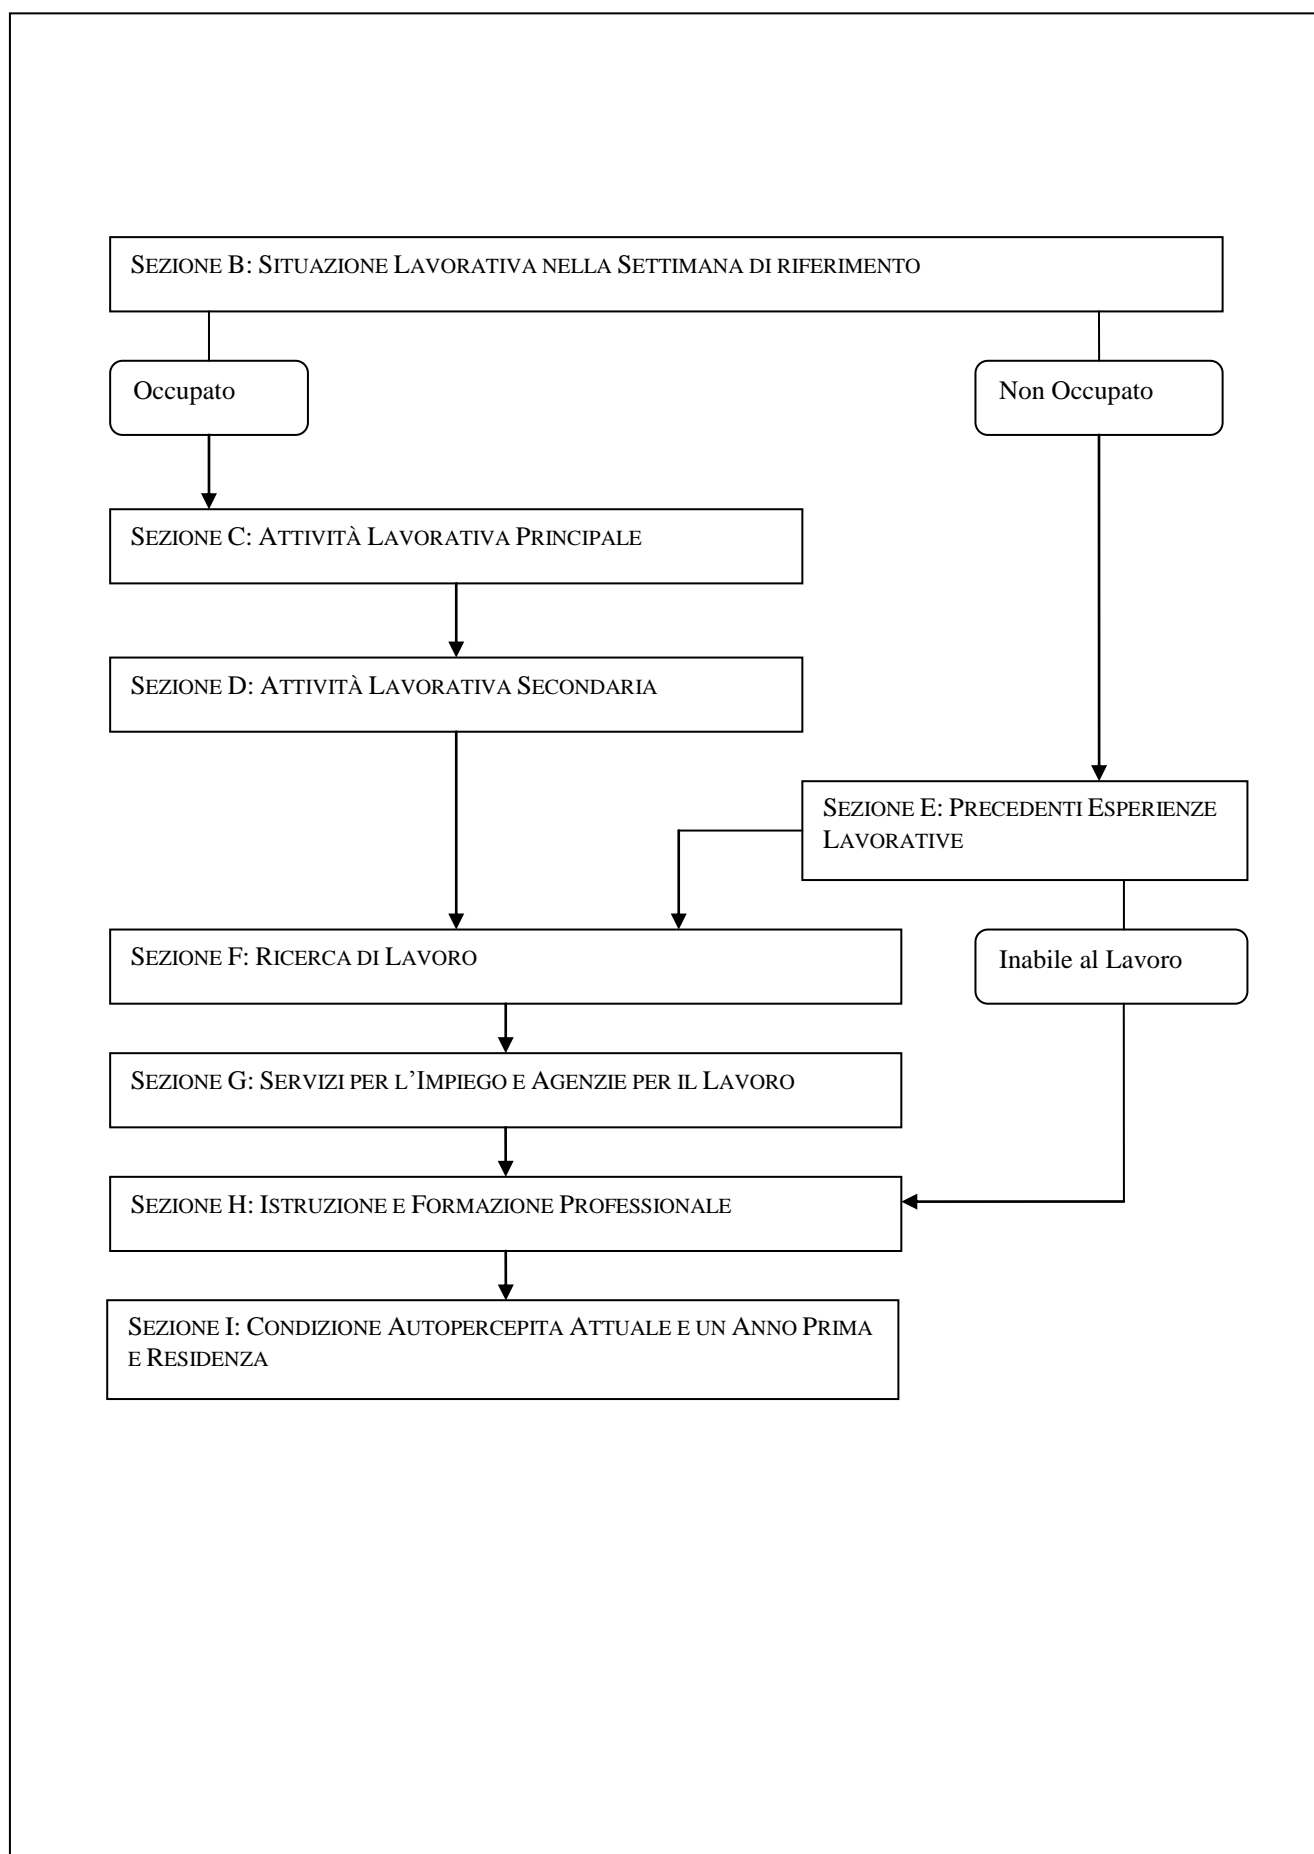 SEZIONE B: SITUAZIONE LAVORATIVA NELLA SETTIMANA DI RIFERIMENTO
Occupato
Non Occupato
SEZIONE C: ATTIVITÀ LAVORATIVA PRINCIPALE
SEZIONE D: ATTIVITÀ LAVORATIVA SECONDARIA
SEZIONE E: PRECEDENTI ESPERIENZE
LAVORATIVE
SEZIONE F: RICERCA DI LAVORO
Inabile al Lavoro
SEZIONE G: SERVIZI PER L’IMPIEGO E AGENZIE PER IL LAVORO
SEZIONE H: ISTRUZIONE E FORMAZIONE PROFESSIONALE
SEZIONE I: CONDIZIONE AUTOPERCEPITA ATTUALE E UN ANNO PRIMA
E RESIDENZA